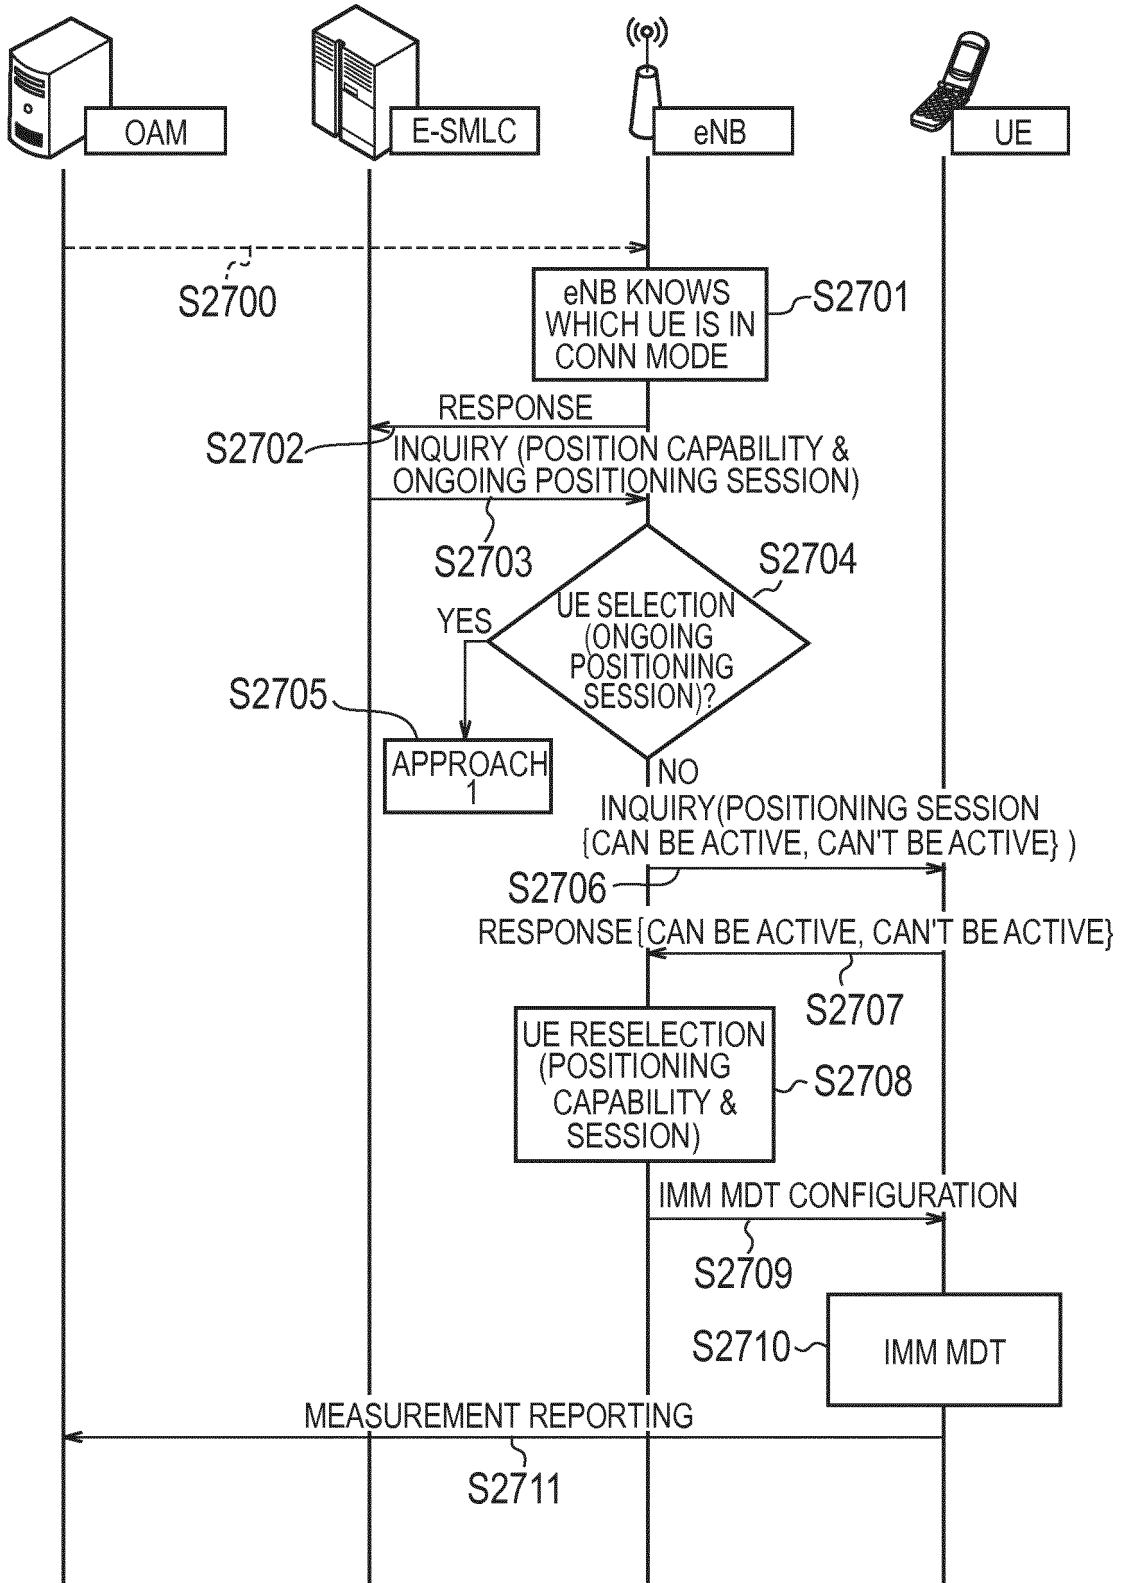 OAM
E-SMLC
eNB
UE
S2700
eNB KNOWS
WHICH UE IS IN
CONN MODE
S2701
RESPONSE
S2702
INQUIRY (POSITION CAPABILITY &
ONGOING POSITIONING SESSION)
S2703
S2704
UE SELECTION
(ONGOING
POSITIONING
SESSION)?
YES
S2705
APPROACH
1
NO
INQUIRY(POSITIONING SESSION
{CAN BE ACTIVE, CAN'T BE ACTIVE} )
S2706
RESPONSE{CAN BE ACTIVE, CAN'T BE ACTIVE}
S2707
UE RESELECTION
(POSITIONING
CAPABILITY &
SESSION)
S2708
IMM MDT CONFIGURATION
S2709
S2710
IMM MDT
MEASUREMENT REPORTING
S2711